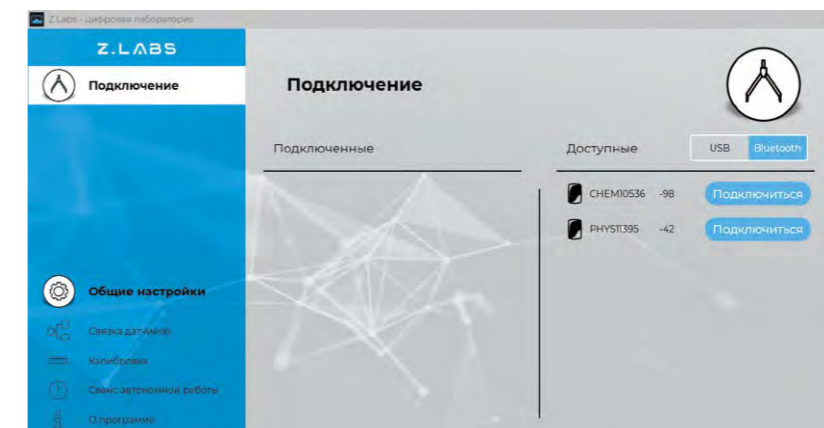 Z.Labs - цифровая лаборатория
Z.LABS
Подключение
Подключение
Подключенные
Доступные
USB
Bluetooth
CHEM10536 -98 Подключиться
PHYS11395 -42 Подключиться
Общие настройки
Связка датчиков
Калибровка
Сеанс автономной работы
О программе